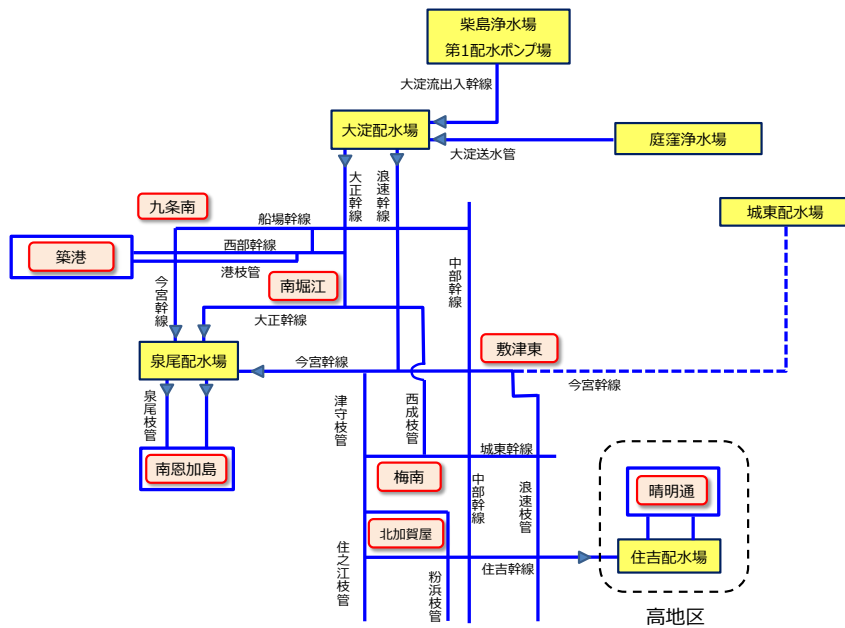 柴島浄水場
第1配水ポンプ場
大淀流出入幹線
大淀配水場
庭窪浄水場
大淀送水管
大正幹線
浪速幹線
九条南
城東配水場
船場幹線
西部幹線
築港
港枝管
中部幹線
今宮幹線
南堀江
大正幹線
敷津東
泉尾配水場
今宮幹線
今宮幹線
泉尾枝管
津守枝管
西成枝管
城東幹線
南恩加島
梅南
中部幹線
浪速枝管
晴明通
北加賀屋
住之江枝管
粉浜枝管
住吉幹線
住吉配水場
高地区